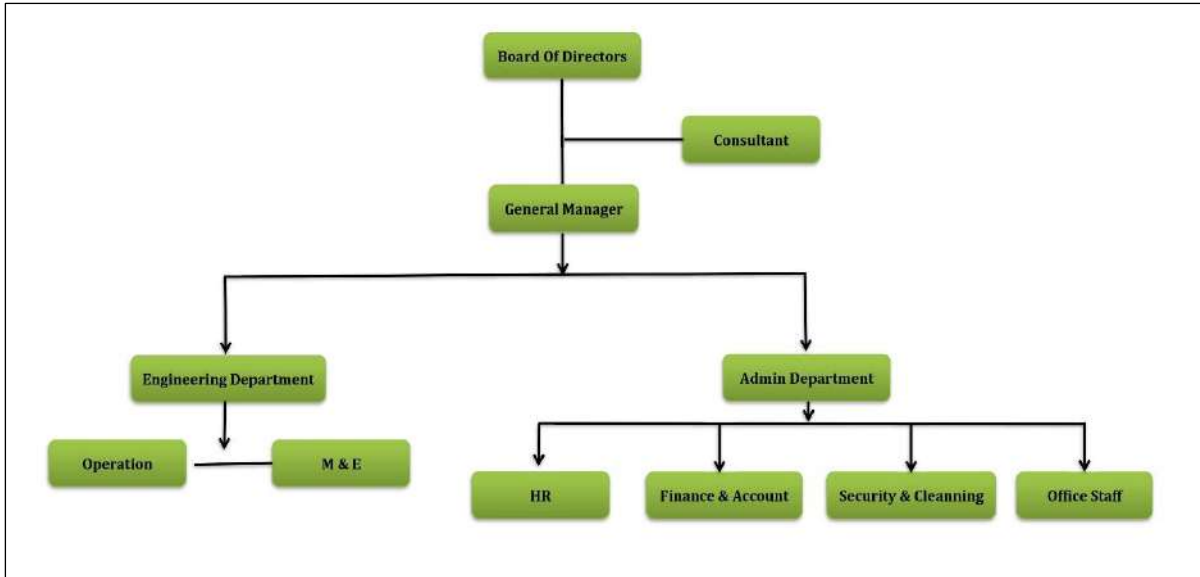 Board Of Directors
Consultant
General Manager
Engineering Department
Admin Department
Operation
M & E
HR
Finance & Account
Security & Cleanning
Office Staff